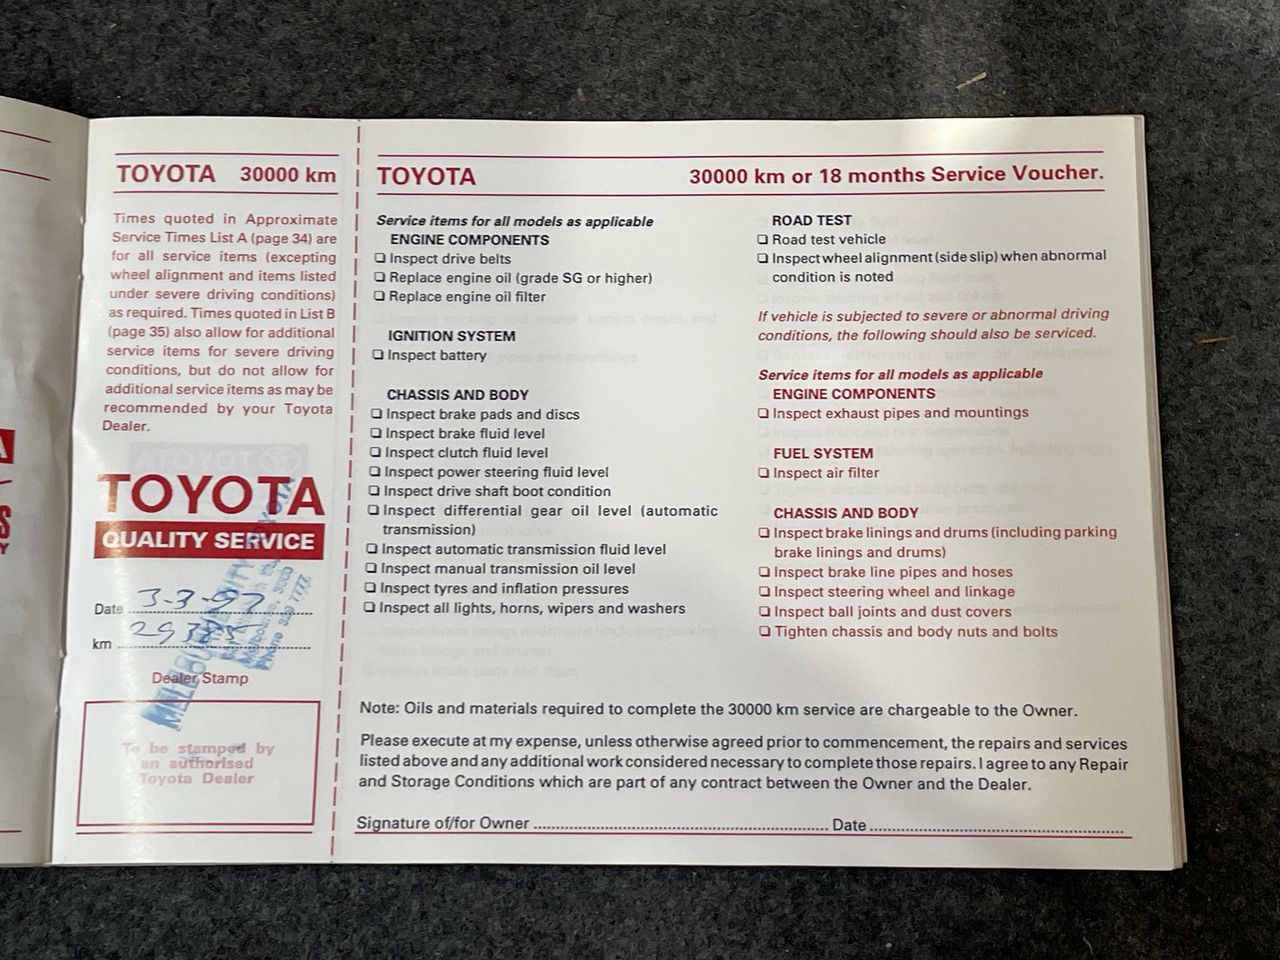 TOYOTA 30000 km
Times quoted in Approximate
Service Times List A (page 34) are
for all service items (excepting
wheel alignment and items listed
under severe driving conditions)
as required. Times quoted in List B
(page 35) also allow for additional
service items for severe driving
conditions, but do not allow for
additional service items as may be
recommended by your Toyota
Dealer.
TOYOTA
QUALITY SERVICE
Date 3-3-97
km 29385
MELBOURNE CITY TOYOTA
Melbourne, 3000
Dealer Stamp
To be stamped by
an authorised
Toyota Dealer
TOYOTA 30000 km or 18 months Service Voucher.
Service items for all models as applicable
ENGINE COMPONENTS
❑ Inspect drive belts
❑ Replace engine oil (grade SG or higher)
❑ Replace engine oil filter
IGNITION SYSTEM
❑ Inspect battery
CHASSIS AND BODY
❑ Inspect brake pads and discs
❑ Inspect brake fluid level
❑ Inspect clutch fluid level
❑ Inspect power steering fluid level
❑ Inspect drive shaft boot condition
❑ Inspect differential gear oil level (automatic
transmission)
❑ Inspect automatic transmission fluid level
❑ Inspect manual transmission oil level
❑ Inspect tyres and inflation pressures
❑ Inspect all lights, horns, wipers and washers
ROAD TEST
❑ Road test vehicle
❑ Inspect wheel alignment (side slip) when abnormal
condition is noted
If vehicle is subjected to severe or abnormal driving
conditions, the following should also be serviced.
Service items for all models as applicable
ENGINE COMPONENTS
❑ Inspect exhaust pipes and mountings
FUEL SYSTEM
❑ Inspect air filter
CHASSIS AND BODY
❑ Inspect brake linings and drums (including parking
brake linings and drums)
❑ Inspect brake line pipes and hoses
❑ Inspect steering wheel and linkage
❑ Inspect ball joints and dust covers
❑ Tighten chassis and body nuts and bolts
Note: Oils and materials required to complete the 30000 km service are chargeable to the Owner.
Please execute at my expense, unless otherwise agreed prior to commencement, the repairs and services
listed above and any additional work considered necessary to complete those repairs. I agree to any Repair
and Storage Conditions which are part of any contract between the Owner and the Dealer.
Signature of/for Owner Date